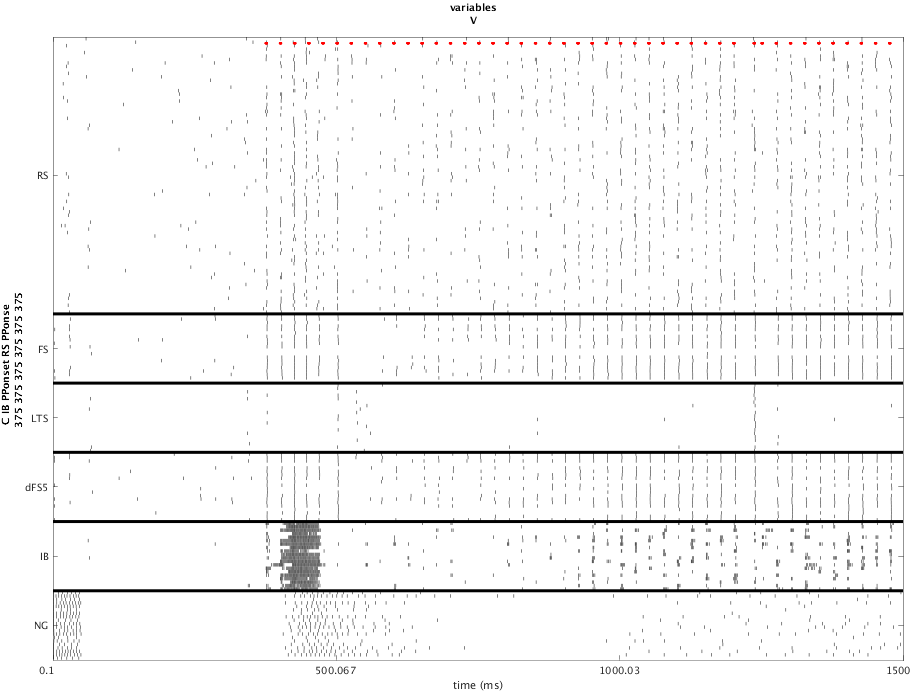 variables
V
C IB PPonset RS PPonse
375 375 375 375 375 375
RS
FS
LTS
dFS5
IB
NG
0.1
500.067
1000.03
1500
time (ms)